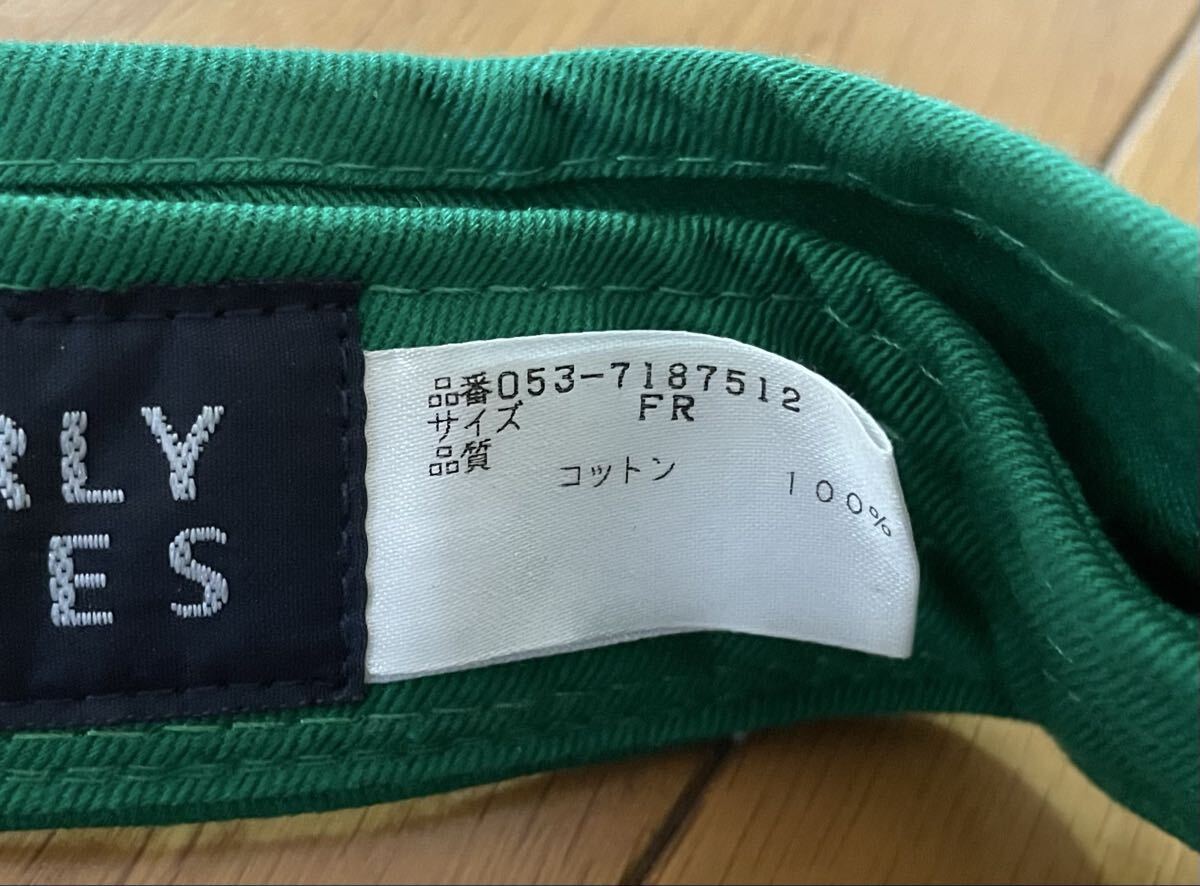 RLY
ES
品番053-7187512
サイズ FR
品質
コットン 100%